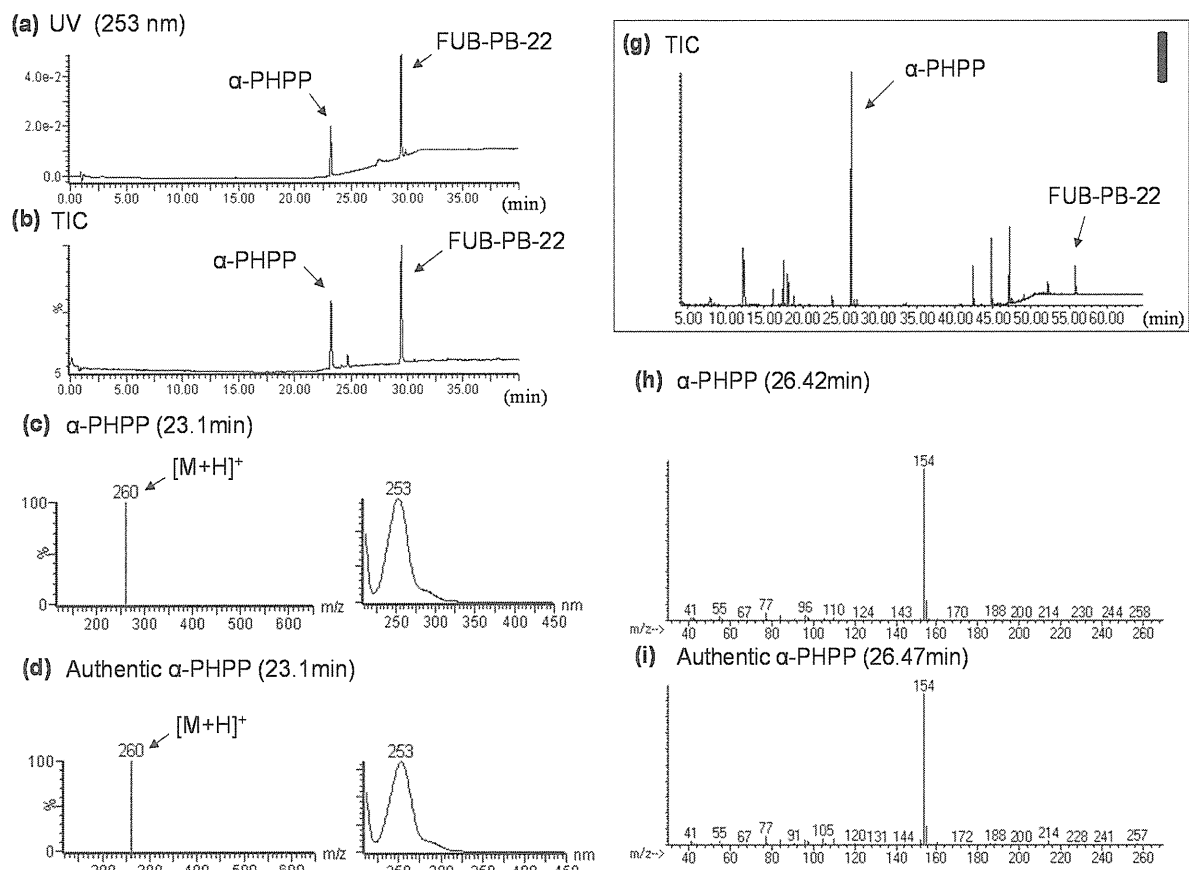 (a) UV (253 nm)
FUB-PB-22
α-PHPP
4.0e-2
2.0e-2
0.0
0.00 5.00 10.00 15.00 20.00 25.00 30.00 35.00 (min)
(b) TIC
α-PHPP
FUB-PB-22
%
5
0.00 5.00 10.00 15.00 20.00 25.00 30.00 35.00 (min)
(c) α-PHPP (23.1min)
[M+H]+
260
100
%
0
200 300 400 500 600 m/z
253
250 300 350 400 450 nm
(d) Authentic α-PHPP (23.1min)
[M+H]+
260
100
%
0
m/z
253
nm
(g) TIC
α-PHPP
FUB-PB-22
5.00 10.00 15.00 20.00 25.00 30.00 35.00 40.00 45.00 50.00 55.00 60.00 (min)
(h) α-PHPP (26.42min)
154
41 55 67 77 96 110 124 143 170 188 200 214 230 244 258
m/z--> 40 60 80 100 120 140 160 180 200 220 240 260
(i) Authentic α-PHPP (26.47min)
154
41 55 67 77 91 105 120 131 144 172 188 200 214 228 241 257
m/z--> 40 60 80 100 120 140 160 180 200 220 240 260